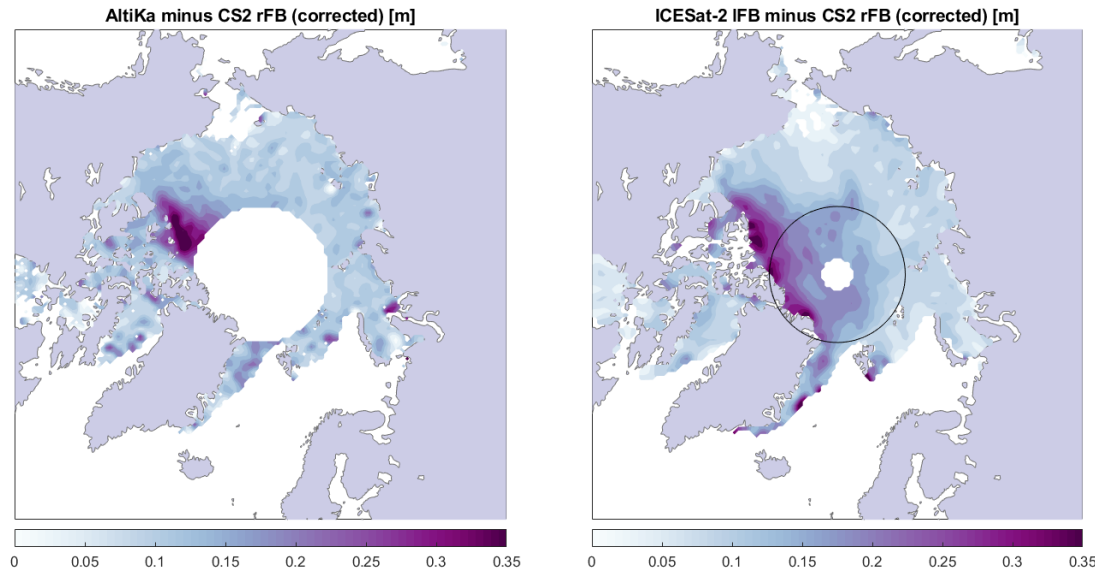 AltiKa minus CS2 rFB (corrected) [m]
ICESat-2 lFB minus CS2 rFB (corrected) [m]
0 0.05 0.1 0.15 0.2 0.25 0.3 0.35
0 0.05 0.1 0.15 0.2 0.25 0.3 0.35